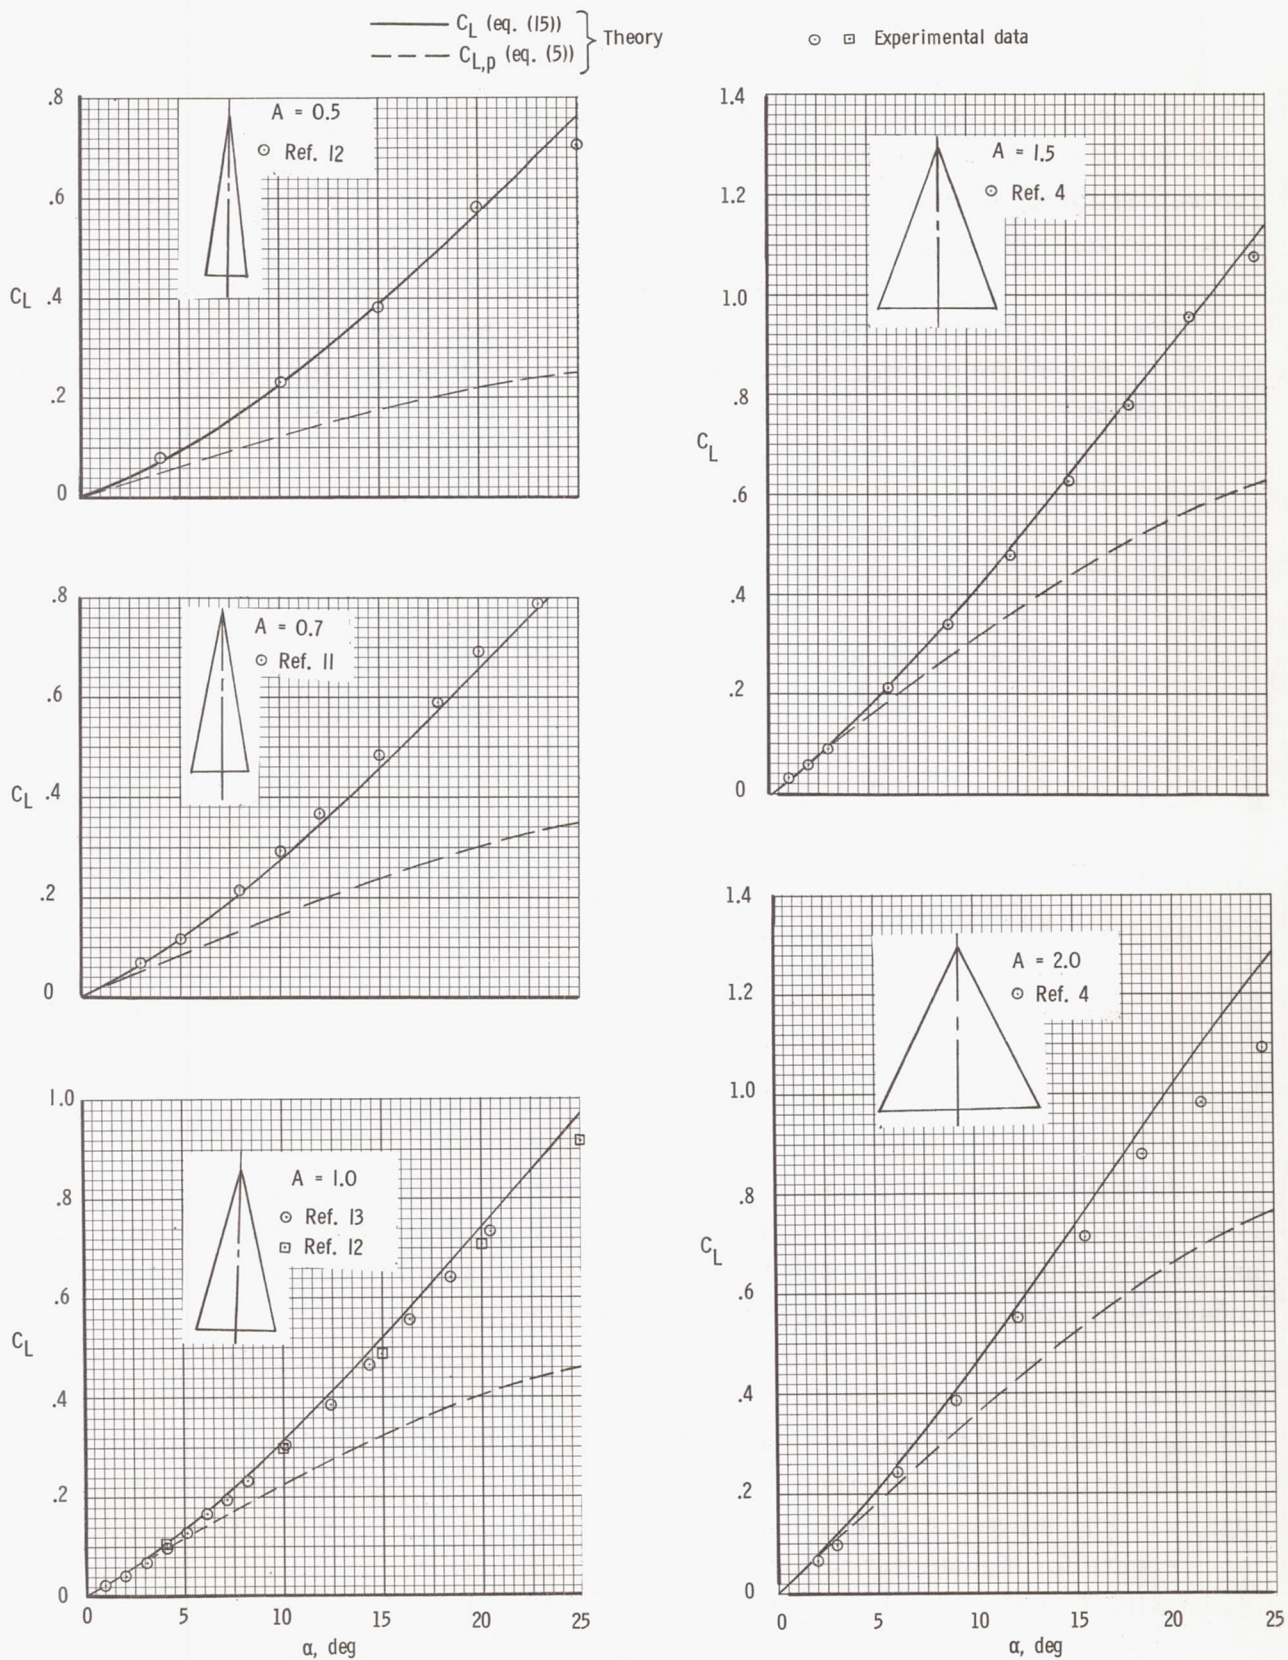 C_L (eq. (15))
C_L,p (eq. (5))
Theory
Experimental data
.8
.6
C_L .4
.2
0
A = 0.5
Ref. 12
.8
.6
C_L .4
.2
0
A = 0.7
Ref. 11
1.0
.8
.6
C_L
.4
.2
0
A = 1.0
Ref. 13
Ref. 12
0 5 10 15 20 25
α, deg
1.4
1.2
1.0
.8
C_L
.6
.4
.2
0
A = 1.5
Ref. 4
1.4
1.2
1.0
.8
C_L
.6
.4
.2
0
A = 2.0
Ref. 4
0 5 10 15 20 25
α, deg